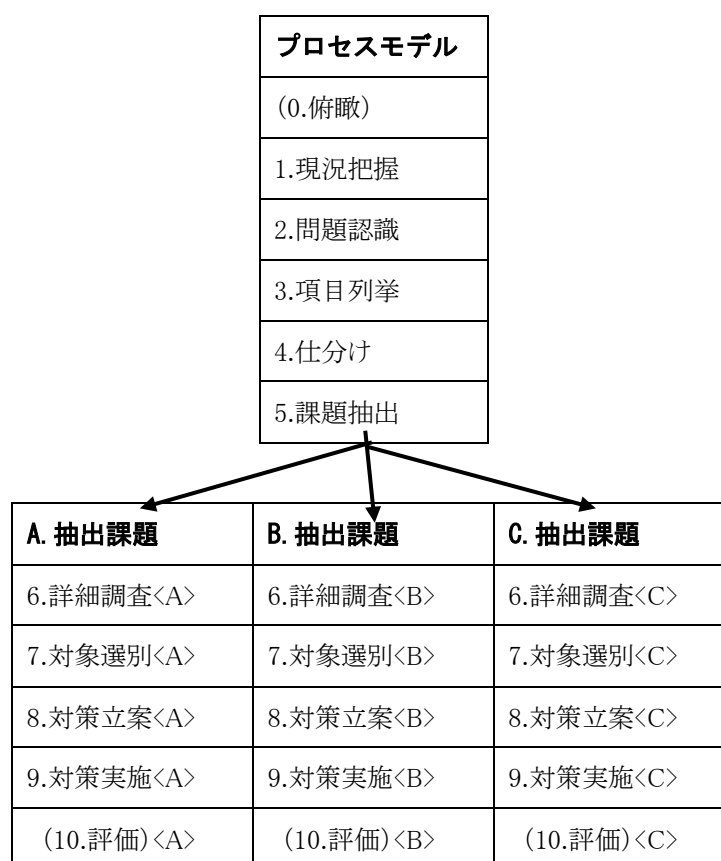 プロセスモデル
(0.俯瞰)
1.現況把握
2.問題認識
3.項目列挙
4.仕分け
5.課題抽出
A.抽出課題 B.抽出課題 C.抽出課題
6.詳細調査<A> 6.詳細調査<B> 6.詳細調査<C>
7.対象選別<A> 7.対象選別<B> 7.対象選別<C>
8.対策立案<A> 8.対策立案<B> 8.対策立案<C>
9.対策実施<A> 9.対策実施<B> 9.対策実施<C>
(10.評価)<A> (10.評価)<B> (10.評価)<C>